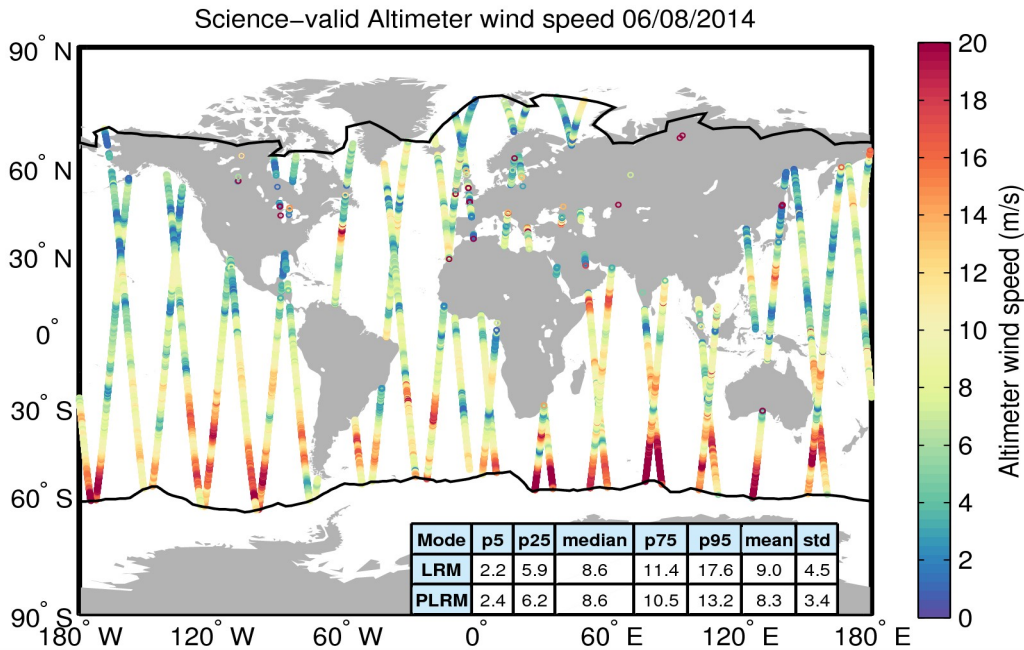 Science-valid Altimeter wind speed 06/08/2014
90° N
60° N
30° N
0°
30° S
60° S
90° S
180° W 120° W 60° W 0° 60° E 120° E 180° E
Mode p5 p25 median p75 p95 mean std
LRM 2.2 5.9 8.6 11.4 17.6 9.0 4.5
PLRM 2.4 6.2 8.6 10.5 13.2 8.3 3.4
20
18
16
14
12
10
8
6
4
2
0
Altimeter wind speed (m/s)